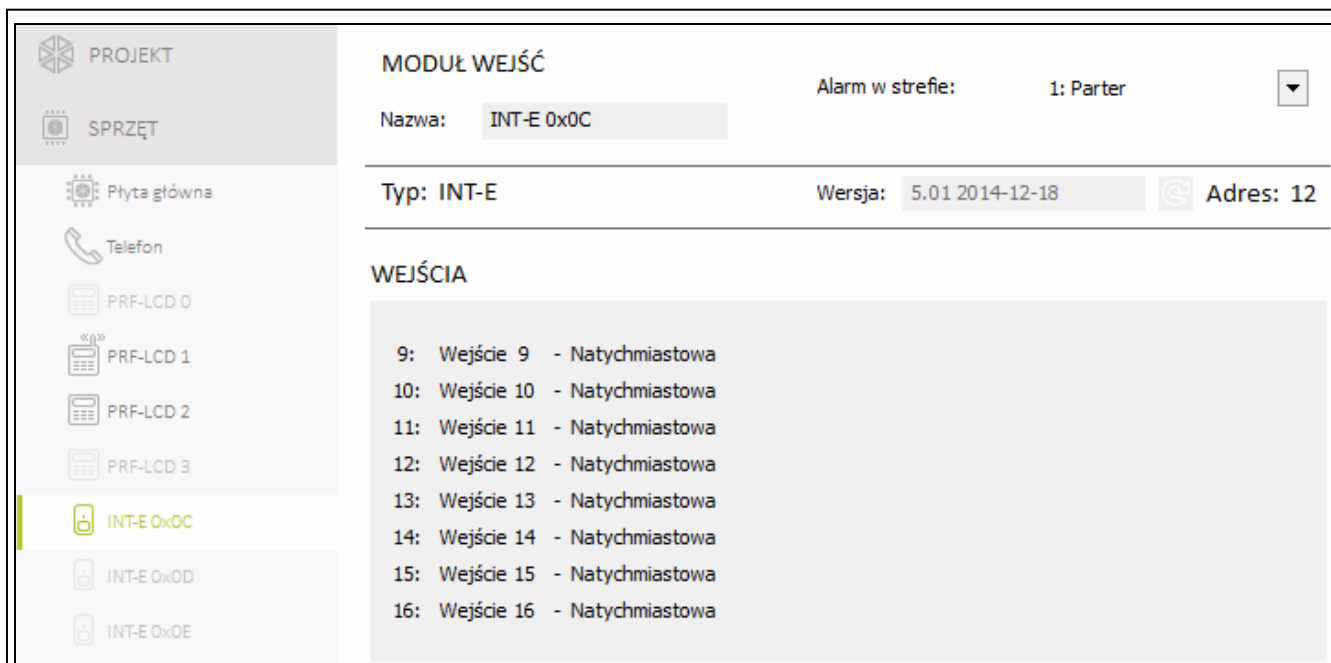 PROJEKT
SPRZĘT
Płyta główna
Telefon
PRF-LCD 0
PRF-LCD 1
PRF-LCD 2
PRF-LCD 3
INT-E 0x0C
INT-E 0x0D
INT-E 0x0E
MODUŁ WEJŚĆ
Nazwa: INT-E 0x0C
Alarm w strefie: 1: Parter
Typ: INT-E Wersja: 5.01 2014-12-18 Adres: 12
WEJŚCIA
9: Wejście 9 - Natychmiastowa
10: Wejście 10 - Natychmiastowa
11: Wejście 11 - Natychmiastowa
12: Wejście 12 - Natychmiastowa
13: Wejście 13 - Natychmiastowa
14: Wejście 14 - Natychmiastowa
15: Wejście 15 - Natychmiastowa
16: Wejście 16 - Natychmiastowa